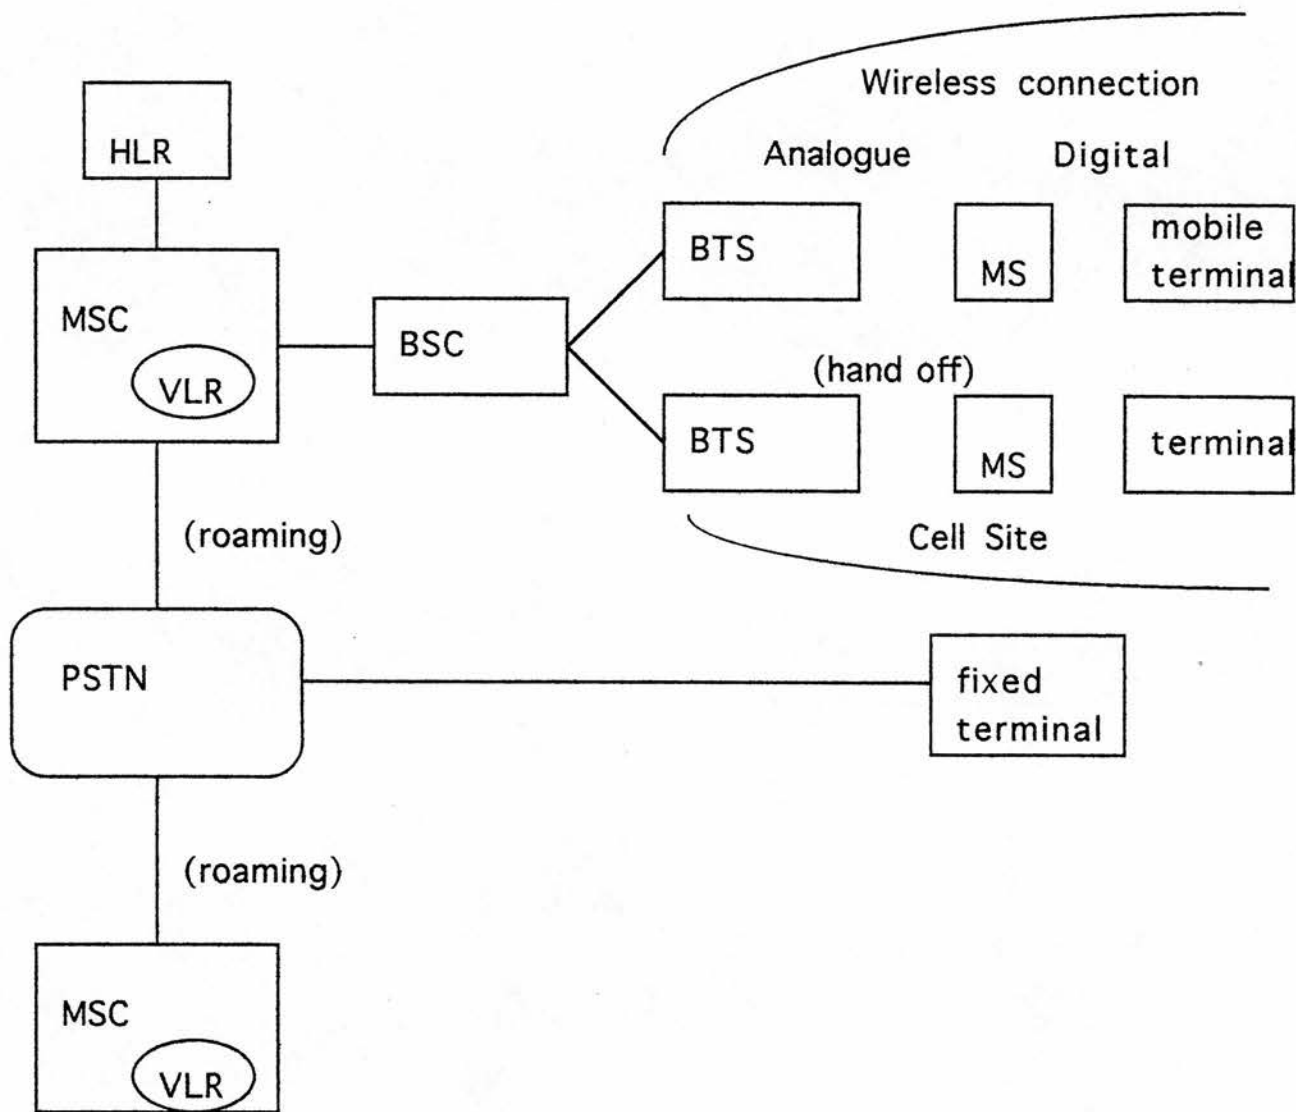 Wireless connection
Analogue
Digital
HLR
MSC
VLR
BSC
BTS
MS
mobile
terminal
(hand off)
BTS
MS
terminal
Cell Site
(roaming)
PSTN
fixed
terminal
(roaming)
MSC
VLR